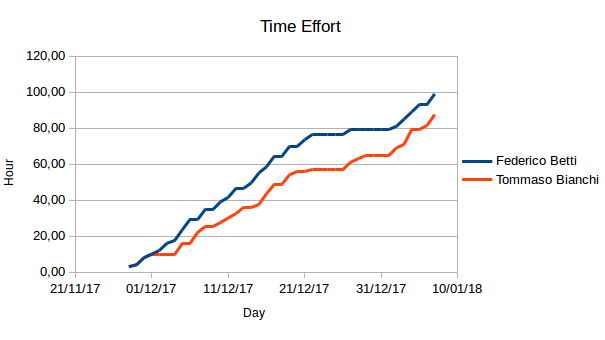 Time Effort
120,00
100,00
80,00
60,00
40,00
20,00
0,00
Hour
21/11/17 01/12/17 11/12/17 21/12/17 31/12/17 10/01/18
Day
Federico Betti
Tommaso Bianchi